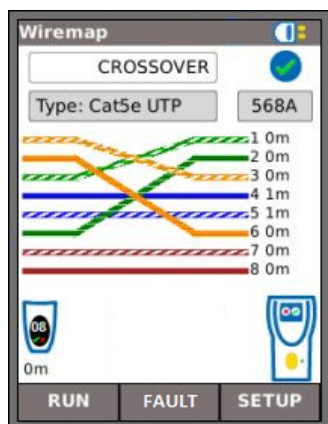 Wiremap
CROSSOVER
Type: Cat5e UTP 568A
1 0m
2 0m
3 0m
4 1m
5 1m
6 0m
7 0m
8 0m
08
0m
RUN FAULT SETUP